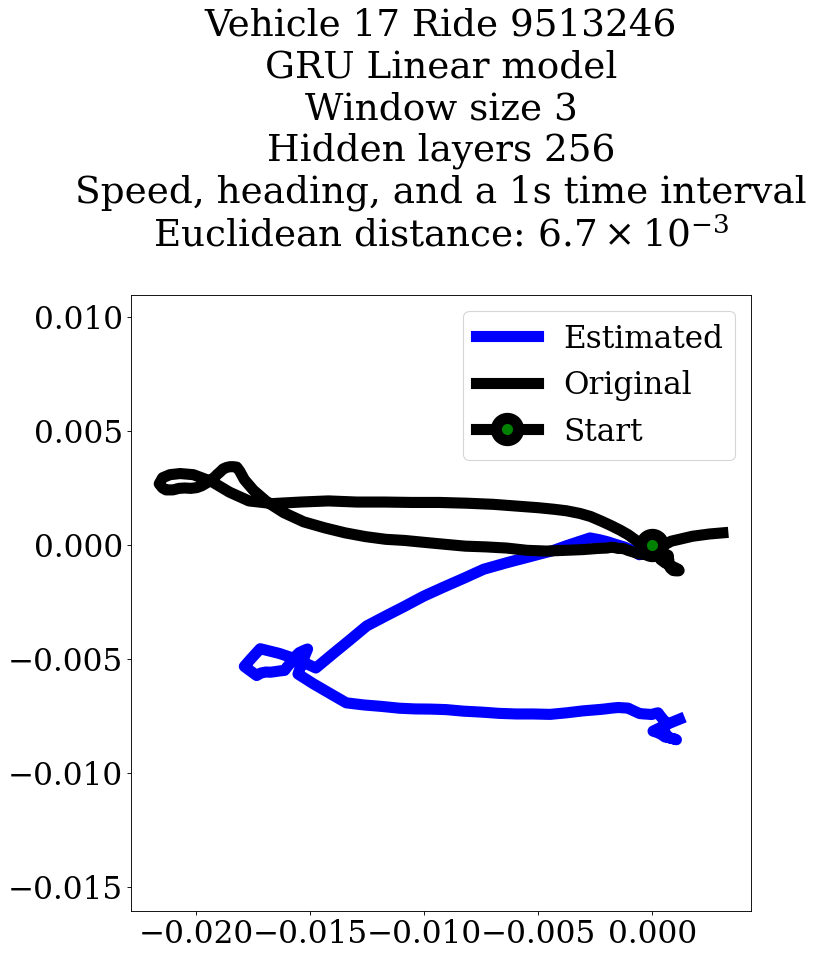 Vehicle 17 Ride 9513246
GRU Linear model
Window size 3
Hidden layers 256
Speed, heading, and a 1s time interval
Euclidean distance: 6.7 × 10⁻³
Estimated
Original
Start
0.010
0.005
0.000
−0.005
−0.010
−0.015
−0.020 −0.015 −0.010 −0.005 0.000